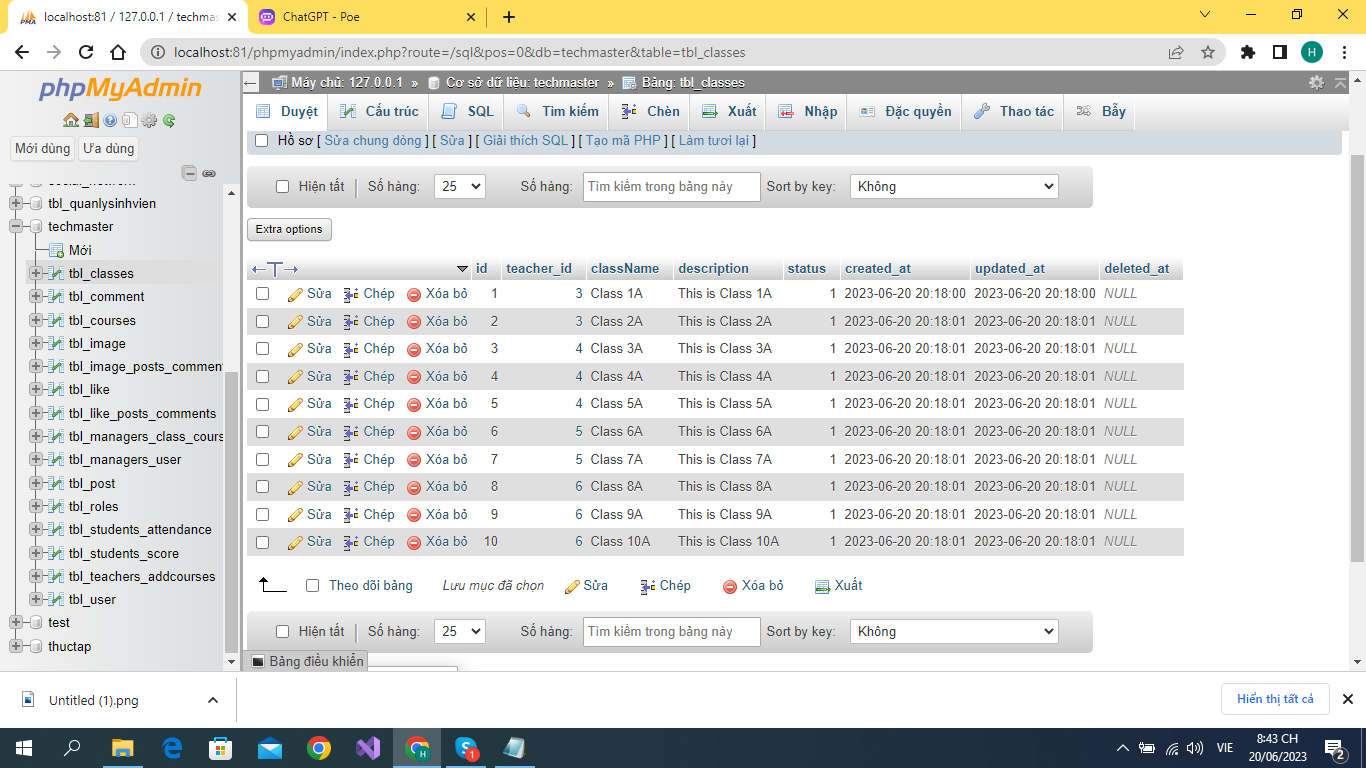 localhost:81 / 127.0.0.1 / techmas
ChatGPT - Poe
localhost:81/phpmyadmin/index.php?route=/sql&pos=0&db=techmaster&table=tbl_classes
H
phpMyAdmin
Mới dùng Ưa dùng
tbl_quanlysinhvien
techmaster
Mới
tbl_classes
tbl_comment
tbl_courses
tbl_image
tbl_image_posts_commen
tbl_like
tbl_like_posts_comments
tbl_managers_class_cours
tbl_managers_user
tbl_post
tbl_roles
tbl_students_attendance
tbl_students_score
tbl_teachers_addcourses
tbl_user
test
thuctap
Máy chủ: 127.0.0.1 » Cơ sở dữ liệu: techmaster » Bảng: tbl_classes
Duyệt Cấu trúc SQL Tìm kiếm Chèn Xuất Nhập Đặc quyền Thao tác Bẫy
Hồ sơ [ Sửa chung dòng ] [ Sửa ] [ Giải thích SQL ] [ Tạo mã PHP ] [ Làm tươi lại ]
Hiện tất Số hàng: 25 Số hàng: Tìm kiếm trong bảng này Sort by key: Không
Extra options
id teacher_id className description status created_at updated_at deleted_at
Sửa Chép Xóa bỏ 1 3 Class 1A This is Class 1A 1 2023-06-20 20:18:00 2023-06-20 20:18:00 NULL
Sửa Chép Xóa bỏ 2 3 Class 2A This is Class 2A 1 2023-06-20 20:18:01 2023-06-20 20:18:01 NULL
Sửa Chép Xóa bỏ 3 4 Class 3A This is Class 3A 1 2023-06-20 20:18:01 2023-06-20 20:18:01 NULL
Sửa Chép Xóa bỏ 4 4 Class 4A This is Class 4A 1 2023-06-20 20:18:01 2023-06-20 20:18:01 NULL
Sửa Chép Xóa bỏ 5 4 Class 5A This is Class 5A 1 2023-06-20 20:18:01 2023-06-20 20:18:01 NULL
Sửa Chép Xóa bỏ 6 5 Class 6A This is Class 6A 1 2023-06-20 20:18:01 2023-06-20 20:18:01 NULL
Sửa Chép Xóa bỏ 7 5 Class 7A This is Class 7A 1 2023-06-20 20:18:01 2023-06-20 20:18:01 NULL
Sửa Chép Xóa bỏ 8 6 Class 8A This is Class 8A 1 2023-06-20 20:18:01 2023-06-20 20:18:01 NULL
Sửa Chép Xóa bỏ 9 6 Class 9A This is Class 9A 1 2023-06-20 20:18:01 2023-06-20 20:18:01 NULL
Sửa Chép Xóa bỏ 10 6 Class 10A This is Class 10A 1 2023-06-20 20:18:01 2023-06-20 20:18:01 NULL
Theo dõi bảng Lưu mục đã chọn Sửa Chép Xóa bỏ Xuất
Hiện tất Số hàng: 25 Số hàng: Tìm kiếm trong bảng này Sort by key: Không
Bảng điều khiển
Untitled (1).png
Hiển thị tất cả
VIE
8:43 CH
20/06/2023
2